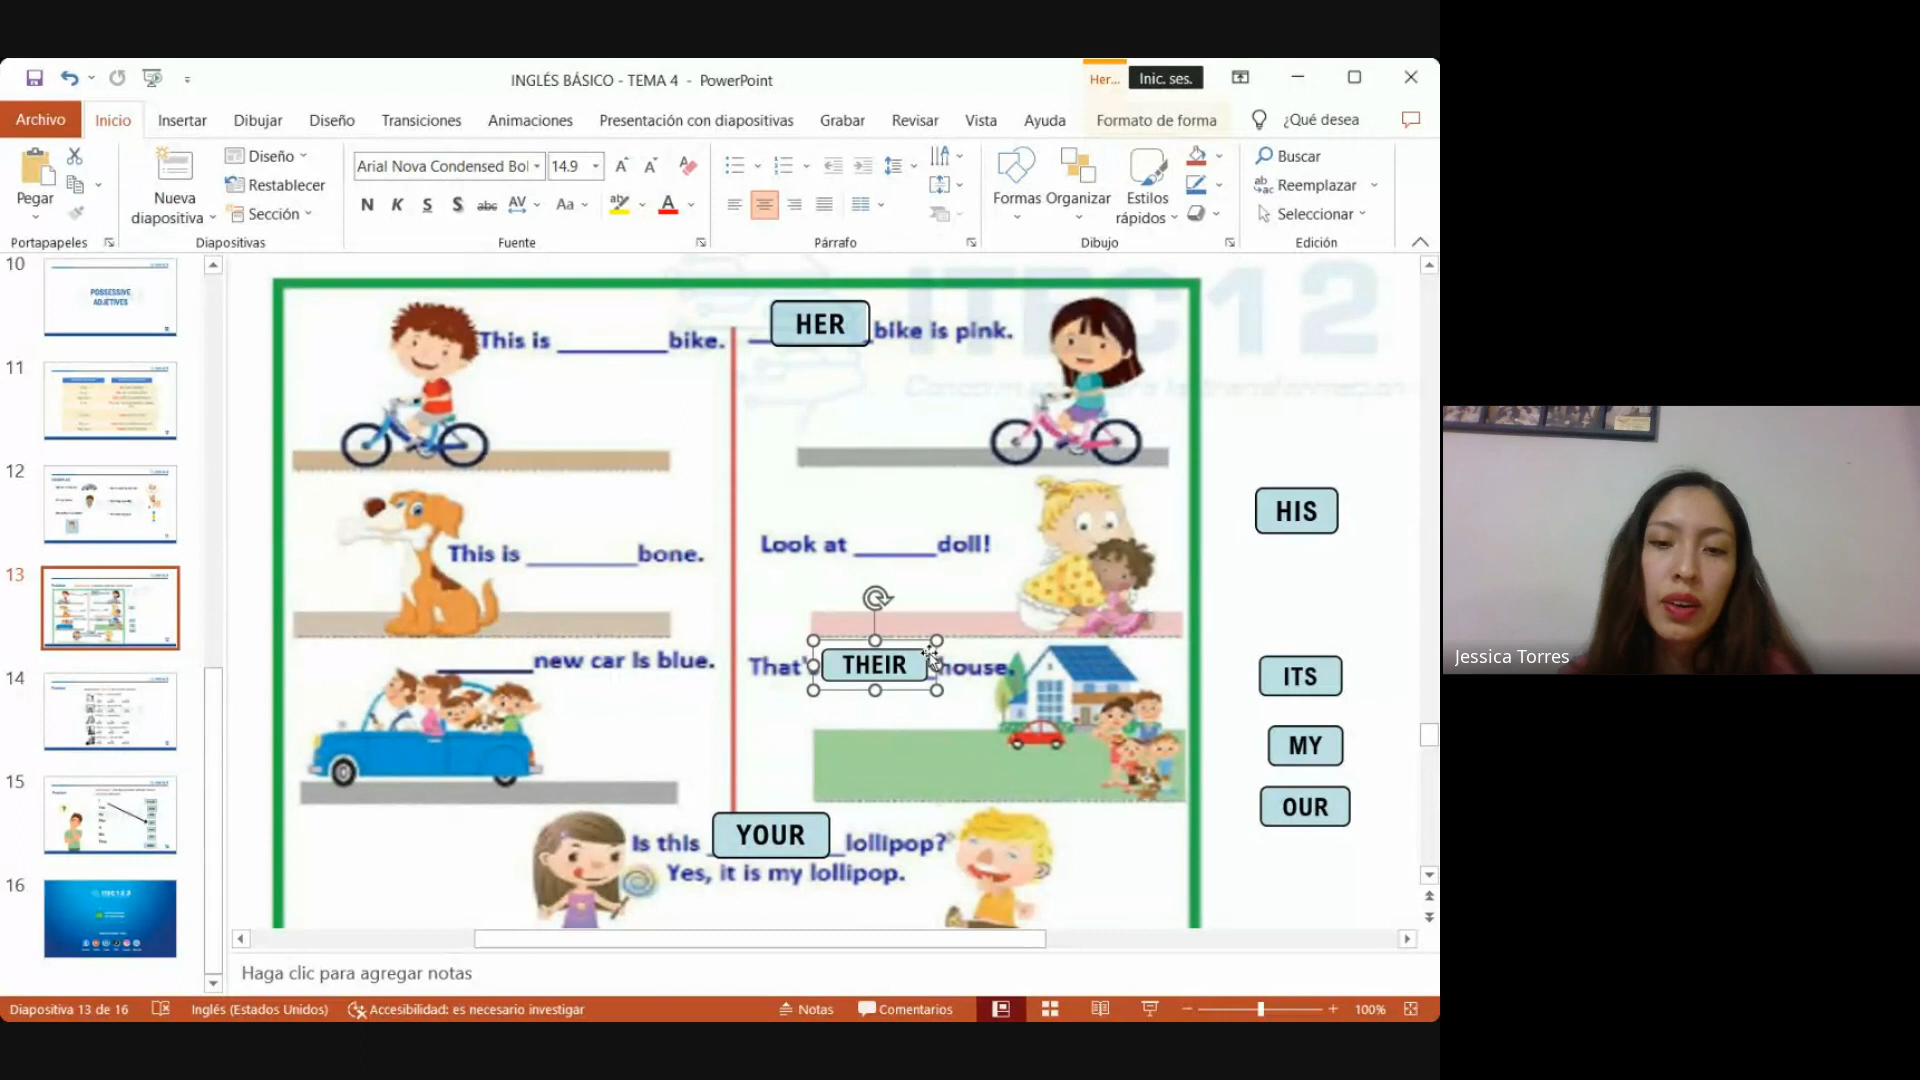 INGLÉS BÁSICO - TEMA 4 - PowerPoint
Her...
Inic. ses.
Archivo
Inicio
Insertar
Dibujar
Diseño
Transiciones
Animaciones
Presentación con diapositivas
Grabar
Revisar
Vista
Ayuda
Formato de forma
¿Qué desea
Pegar
Nueva
diapositiva
Diseño
Restablecer
Sección
Arial Nova Condensed Bol
14.9
N K S S abc AV Aa
Formas
Organizar
Estilos
rápidos
Buscar
Reemplazar
Seleccionar
Portapapeles
Diapositivas
Fuente
Párrafo
Dibujo
Edición
10
POSSESSIVE
ADJETIVES
11
12
13
14
15
16
ITEC12
This is ________ bike.
HER bike is pink.
HIS
This is ________ bone.
Look at ______ doll!
________ new car is blue.
That' THEIR house.
ITS
MY
OUR
Is this YOUR lollipop?
Yes, it is my lollipop.
Jessica Torres
Haga clic para agregar notas
Diapositiva 13 de 16
Inglés (Estados Unidos)
Accesibilidad: es necesario investigar
Notas
Comentarios
100%